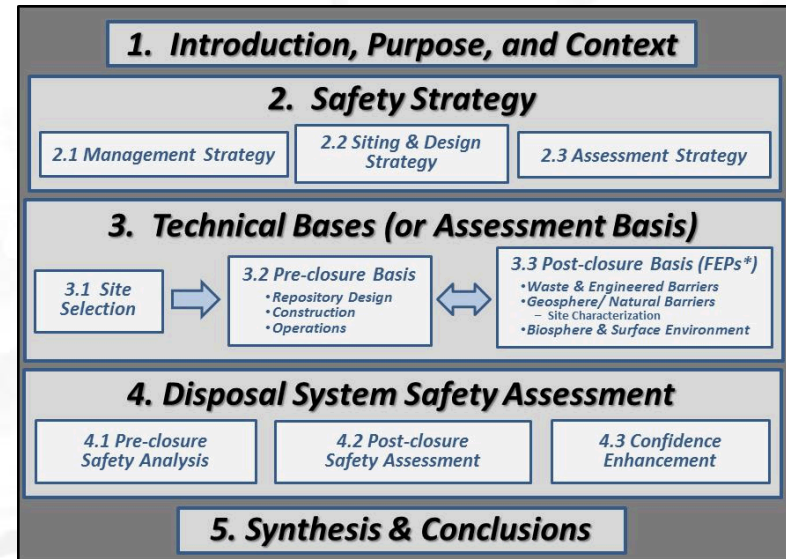 1. Introduction, Purpose, and Context
2. Safety Strategy
2.1 Management Strategy
2.2 Siting & Design
Strategy
2.3 Assessment Strategy
3. Technical Bases (or Assessment Basis)
3.1 Site
Selection
3.2 Pre-closure Basis
•Repository Design
•Construction
•Operations
3.3 Post-closure Basis (FEPs*)
•Waste & Engineered Barriers
•Geosphere/ Natural Barriers
– Site Characterization
•Biosphere & Surface Environment
4. Disposal System Safety Assessment
4.1 Pre-closure
Safety Analysis
4.2 Post-closure
Safety Assessment
4.3 Confidence
Enhancement
5. Synthesis & Conclusions